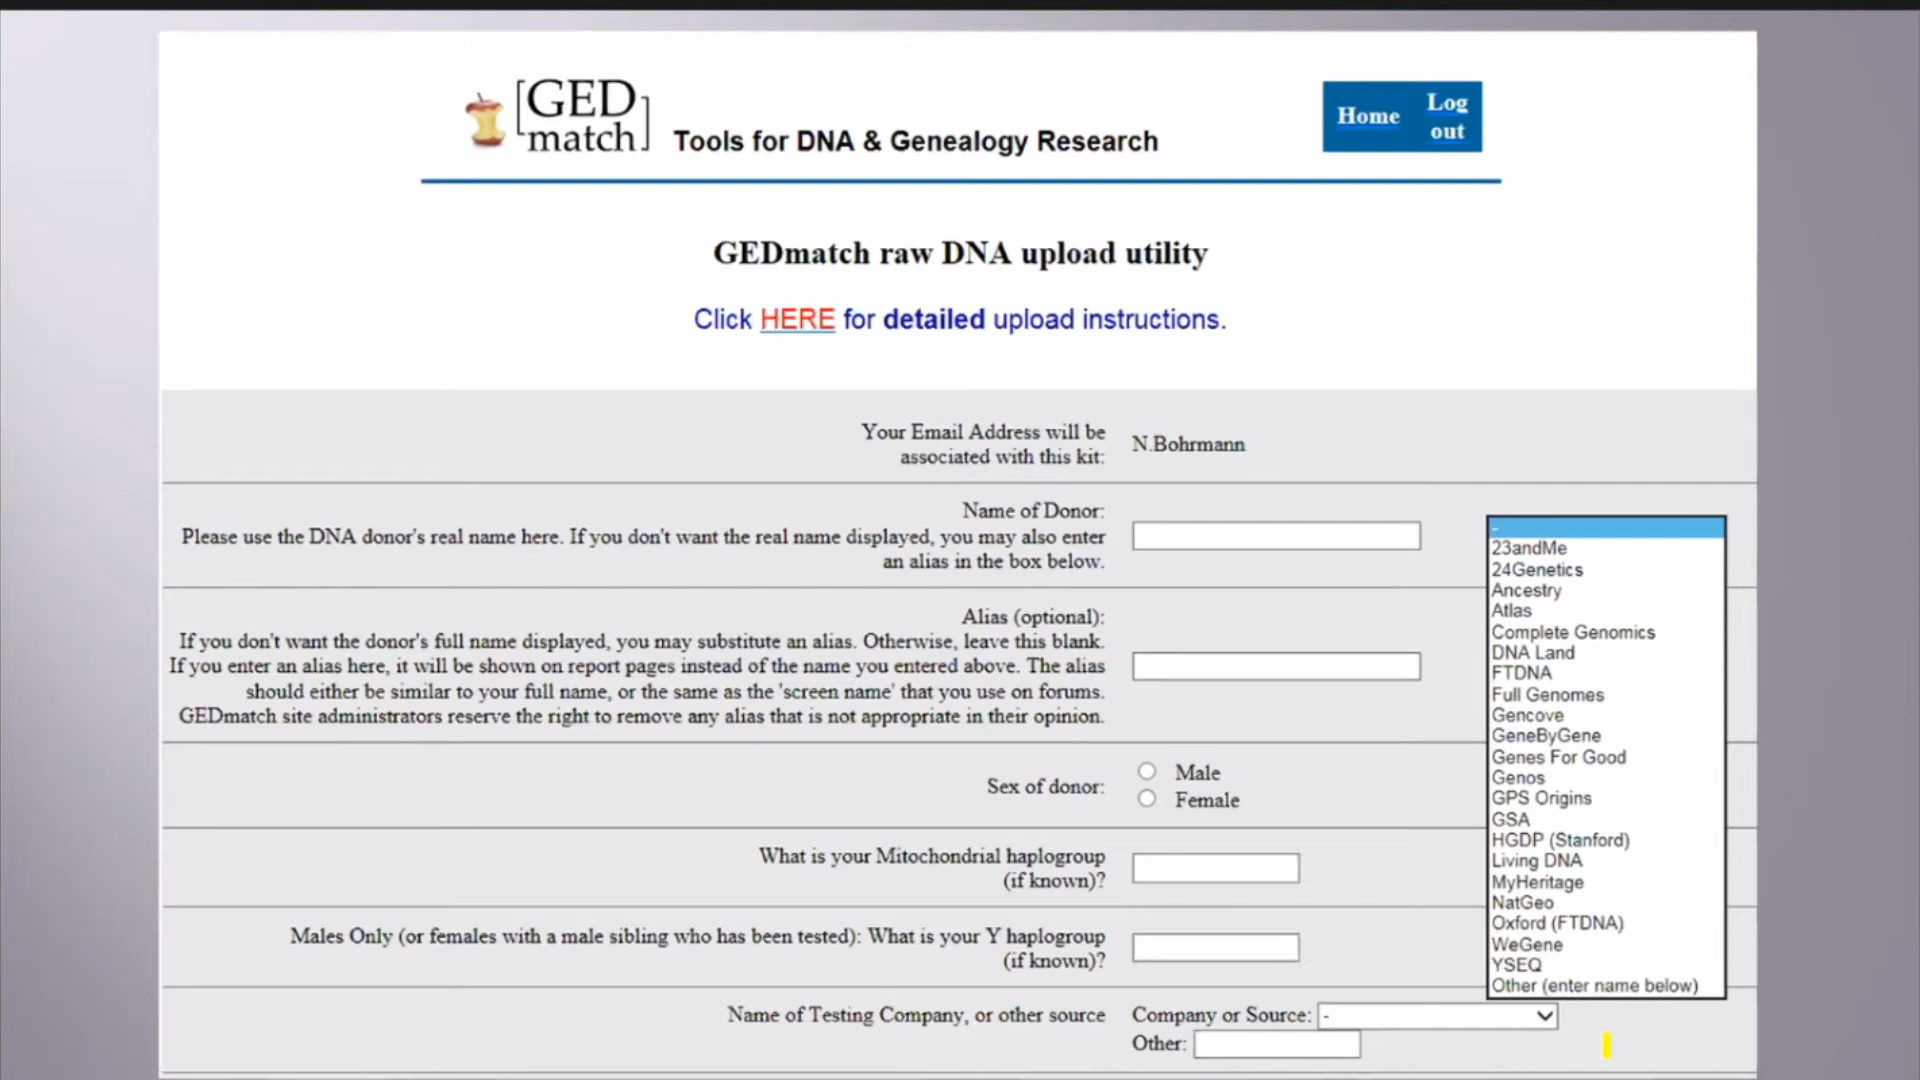 [GED
match]
Tools for DNA & Genealogy Research
Home
Log
out
GEDmatch raw DNA upload utility
Click HERE for detailed upload instructions.
Your Email Address will be
associated with this kit:
N.Bohrmann
Name of Donor:
Please use the DNA donor's real name here. If you don't want the real name displayed, you may also enter
an alias in the box below.
Alias (optional):
If you don't want the donor's full name displayed, you may substitute an alias. Otherwise, leave this blank.
If you enter an alias here, it will be shown on report pages instead of the name you entered above. The alias
should either be similar to your full name, or the same as the 'screen name' that you use on forums.
GEDmatch site administrators reserve the right to remove any alias that is not appropriate in their opinion.
Sex of donor:
Male
Female
What is your Mitochondrial haplogroup
(if known)?
Males Only (or females with a male sibling who has been tested): What is your Y haplogroup
(if known)?
Name of Testing Company, or other source
Company or Source: -
Other:
-
23andMe
24Genetics
Ancestry
Atlas
Complete Genomics
DNA Land
FTDNA
Full Genomes
Gencove
GeneByGene
Genes For Good
Genos
GPS Origins
GSA
HGDP (Stanford)
Living DNA
MyHeritage
NatGeo
Oxford (FTDNA)
WeGene
YSEQ
Other (enter name below)